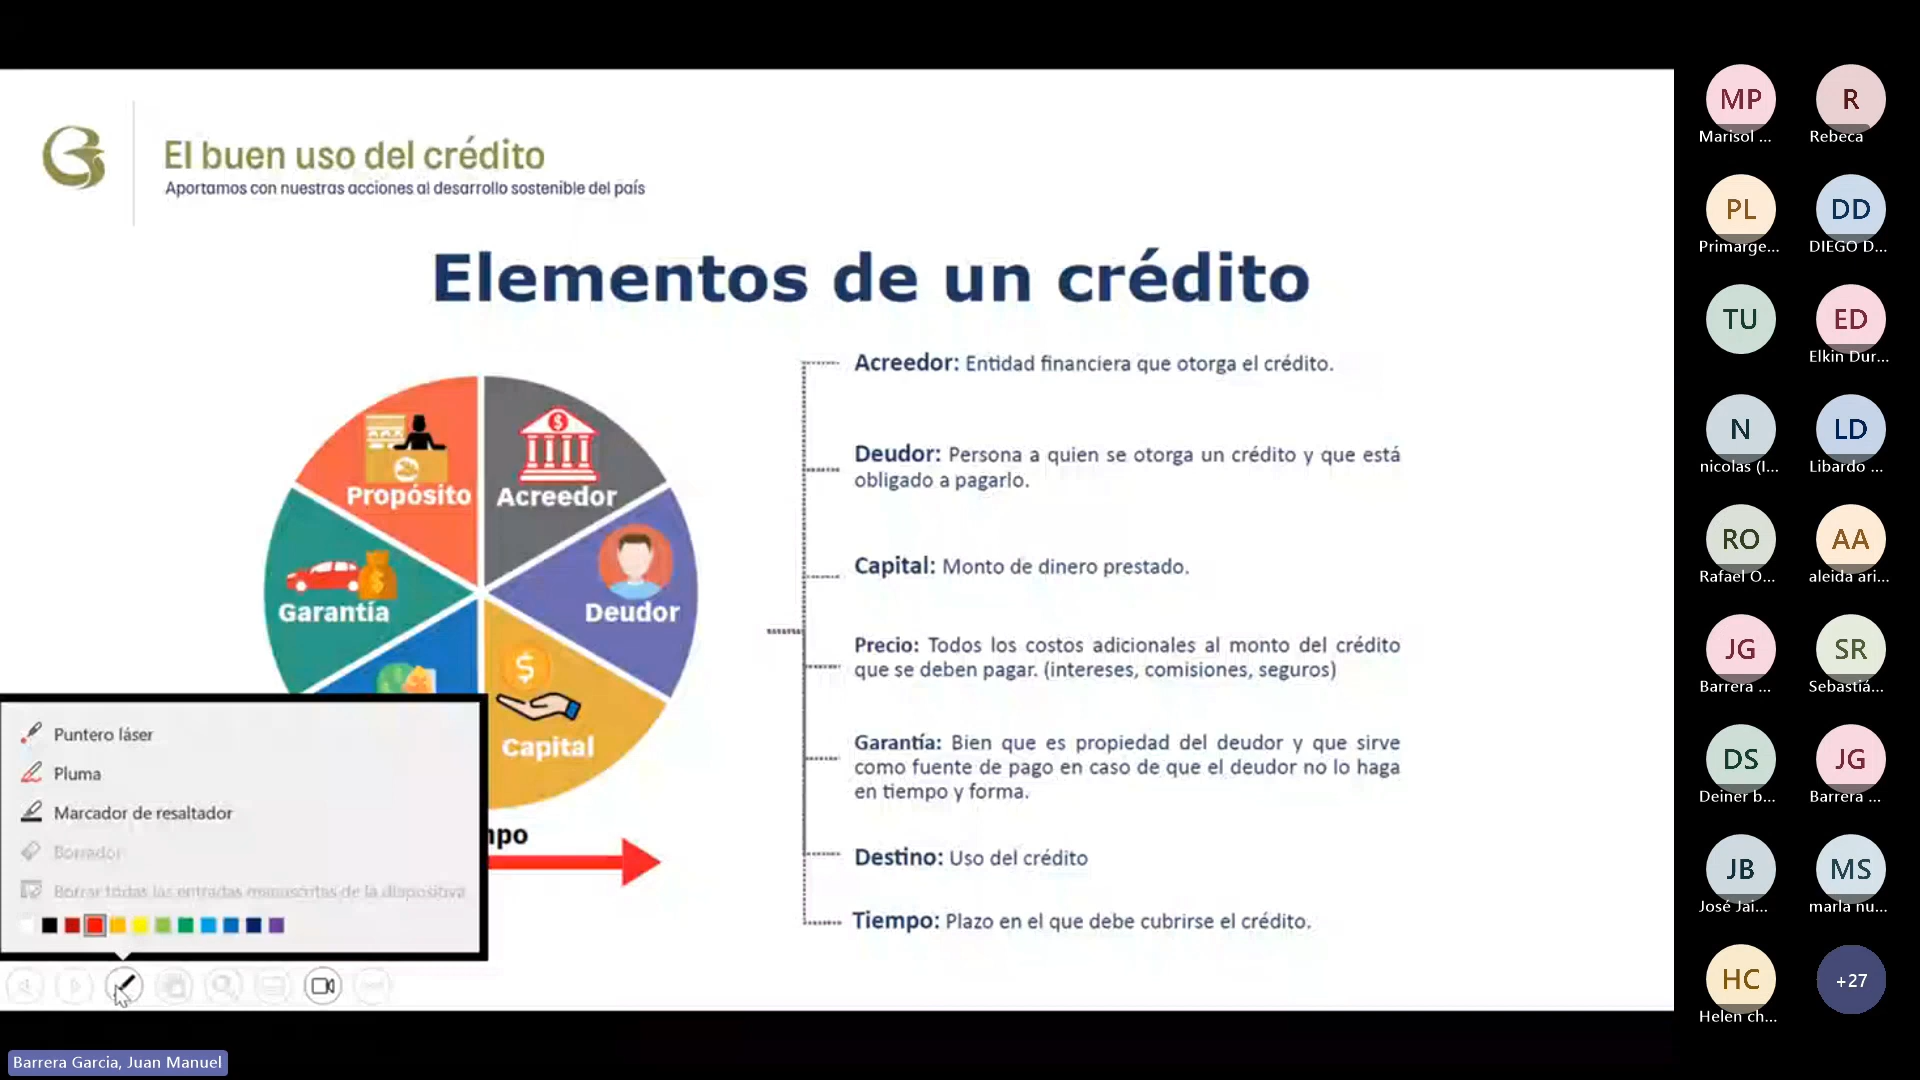 El buen uso del crédito
Aportamos con nuestras acciones al desarrollo sostenible del país
Elementos de un crédito
Propósito
Acreedor
Garantía
Deudor
Capital
Acreedor: Entidad financiera que otorga el crédito.
Deudor: Persona a quien se otorga un crédito y que está
obligado a pagarlo.
Capital: Monto de dinero prestado.
Precio: Todos los costos adicionales al monto del crédito
que se deben pagar. (intereses, comisiones, seguros)
Garantía: Bien que es propiedad del deudor y que sirve
como fuente de pago en caso de que el deudor no lo haga
en tiempo y forma.
Destino: Uso del crédito
Tiempo: Plazo en el que debe cubrirse el crédito.
Puntero láser
Pluma
Marcador de resaltador
Borrador
Borrar todas las entradas manuscritas de la diapositiva
Barrera Garcia, Juan Manuel
MP
Marisol ...
R
Rebeca
PL
Primarge...
DD
DIEGO D...
TU
ED
Elkin Dur...
N
nicolas (I...
LD
Libardo ...
RO
Rafael O...
AA
aleida ari...
JG
Barrera ...
SR
Sebastiá...
DS
Deiner b...
JG
Barrera ...
JB
José Jai...
MS
marla nu...
HC
Helen ch...
+27